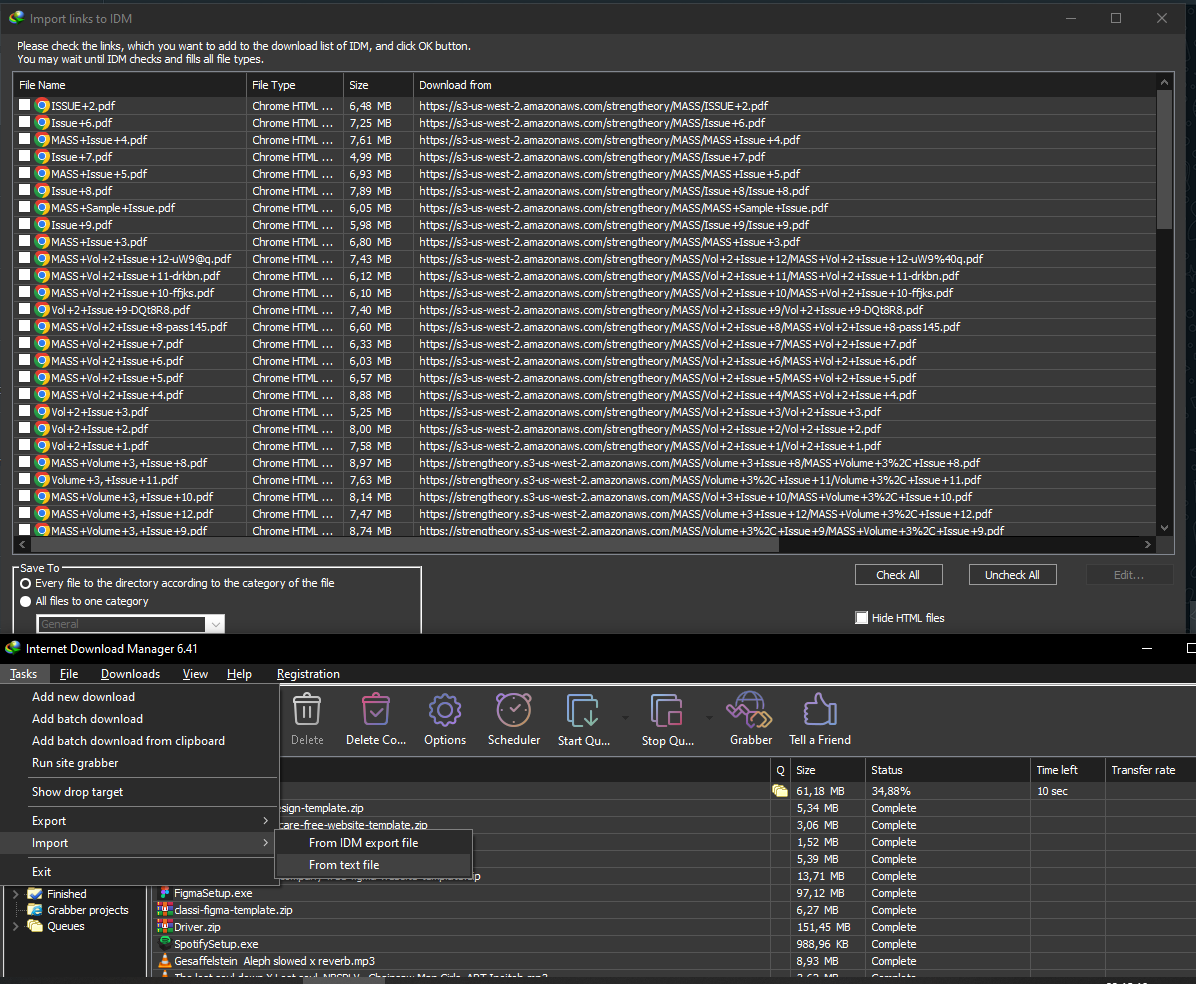 Import links to IDM
Please check the links, which you want to add to the download list of IDM, and click OK button.
You may wait until IDM checks and fills all file types.
File Name File Type Size Download from
ISSUE+2.pdf Chrome HTML ... 6,48 MB https://s3-us-west-2.amazonaws.com/strengtheory/MASS/ISSUE+2.pdf
Issue+6.pdf Chrome HTML ... 7,25 MB https://s3-us-west-2.amazonaws.com/strengtheory/MASS/Issue+6.pdf
MASS+Issue+4.pdf Chrome HTML ... 7,61 MB https://s3-us-west-2.amazonaws.com/strengtheory/MASS/MASS+Issue+4.pdf
Issue+7.pdf Chrome HTML ... 4,99 MB https://s3-us-west-2.amazonaws.com/strengtheory/MASS/Issue+7.pdf
MASS+Issue+5.pdf Chrome HTML ... 6,93 MB https://s3-us-west-2.amazonaws.com/strengtheory/MASS/MASS+Issue+5.pdf
Issue+8.pdf Chrome HTML ... 7,89 MB https://s3-us-west-2.amazonaws.com/strengtheory/MASS/Issue+8/Issue+8.pdf
MASS+Sample+Issue.pdf Chrome HTML ... 6,05 MB https://s3-us-west-2.amazonaws.com/strengtheory/MASS/MASS+Sample+Issue.pdf
Issue+9.pdf Chrome HTML ... 5,98 MB https://s3-us-west-2.amazonaws.com/strengtheory/MASS/Issue+9/Issue+9.pdf
MASS+Issue+3.pdf Chrome HTML ... 6,80 MB https://s3-us-west-2.amazonaws.com/strengtheory/MASS/MASS+Issue+3.pdf
MASS+Vol+2+Issue+12-uW9@q.pdf Chrome HTML ... 7,43 MB https://s3-us-west-2.amazonaws.com/strengtheory/MASS/Vol+2+Issue+12/MASS+Vol+2+Issue+12-uW9%40q.pdf
MASS+Vol+2+Issue+11-drkbn.pdf Chrome HTML ... 6,12 MB https://s3-us-west-2.amazonaws.com/strengtheory/MASS/Vol+2+Issue+11/MASS+Vol+2+Issue+11-drkbn.pdf
MASS+Vol+2+Issue+10-ffjks.pdf Chrome HTML ... 6,10 MB https://s3-us-west-2.amazonaws.com/strengtheory/MASS/Vol+2+Issue+10/MASS+Vol+2+Issue+10-ffjks.pdf
Vol+2+Issue+9-DQt8R8.pdf Chrome HTML ... 7,40 MB https://s3-us-west-2.amazonaws.com/strengtheory/MASS/Vol+2+Issue+9/Vol+2+Issue+9-DQt8R8.pdf
MASS+Vol+2+Issue+8-pass145.pdf Chrome HTML ... 6,60 MB https://s3-us-west-2.amazonaws.com/strengtheory/MASS/Vol+2+Issue+8/MASS+Vol+2+Issue+8-pass145.pdf
MASS+Vol+2+Issue+7.pdf Chrome HTML ... 6,33 MB https://s3-us-west-2.amazonaws.com/strengtheory/MASS/Vol+2+Issue+7/MASS+Vol+2+Issue+7.pdf
MASS+Vol+2+Issue+6.pdf Chrome HTML ... 6,03 MB https://s3-us-west-2.amazonaws.com/strengtheory/MASS/Vol+2+Issue+6/MASS+Vol+2+Issue+6.pdf
MASS+Vol+2+Issue+5.pdf Chrome HTML ... 6,57 MB https://s3-us-west-2.amazonaws.com/strengtheory/MASS/Vol+2+Issue+5/MASS+Vol+2+Issue+5.pdf
MASS+Vol+2+Issue+4.pdf Chrome HTML ... 8,88 MB https://s3-us-west-2.amazonaws.com/strengtheory/MASS/Vol+2+Issue+4/MASS+Vol+2+Issue+4.pdf
Vol+2+Issue+3.pdf Chrome HTML ... 5,25 MB https://s3-us-west-2.amazonaws.com/strengtheory/MASS/Vol+2+Issue+3/Vol+2+Issue+3.pdf
Vol+2+Issue+2.pdf Chrome HTML ... 8,00 MB https://s3-us-west-2.amazonaws.com/strengtheory/MASS/Vol+2+Issue+2/Vol+2+Issue+2.pdf
Vol+2+Issue+1.pdf Chrome HTML ... 7,58 MB https://s3-us-west-2.amazonaws.com/strengtheory/MASS/Vol+2+Issue+1/Vol+2+Issue+1.pdf
MASS+Volume+3,+Issue+8.pdf Chrome HTML ... 8,97 MB https://strengtheory.s3-us-west-2.amazonaws.com/MASS/Volume+3+Issue+8/MASS+Volume+3%2C+Issue+8.pdf
Volume+3,+Issue+11.pdf Chrome HTML ... 7,63 MB https://strengtheory.s3-us-west-2.amazonaws.com/MASS/Volume+3%2C+Issue+11/Volume+3%2C+Issue+11.pdf
MASS+Volume+3,+Issue+10.pdf Chrome HTML ... 8,14 MB https://strengtheory.s3-us-west-2.amazonaws.com/MASS/Vol+3+Issue+10/MASS+Volume+3%2C+Issue+10.pdf
MASS+Volume+3,+Issue+12.pdf Chrome HTML ... 7,47 MB https://strengtheory.s3-us-west-2.amazonaws.com/MASS/Volume+3+Issue+12/MASS+Volume+3%2C+Issue+12.pdf
MASS+Volume+3,+Issue+9.pdf Chrome HTML ... 8,74 MB https://strengtheory.s3-us-west-2.amazonaws.com/MASS/Volume+3%2C+Issue+9/MASS+Volume+3%2C+Issue+9.pdf
Save To
Every file to the directory according to the category of the file
Check All Uncheck All Edit...
All files to one category
Hide HTML files
General
Internet Download Manager 6.41
Tasks File Downloads View Help Registration
Add new download
Add batch download
Add batch download from clipboard
Run site grabber
Show drop target
Export
Import
Exit
From IDM export file
From text file
Delete Delete Co... Options Scheduler Start Qu... Stop Qu... Grabber Tell a Friend
Q Size Status Time left Transfer rate
61,18 MB 34,88% 10 sec
sign-template.zip 5,34 MB Complete
care-free-website-template.zip 3,06 MB Complete
1,52 MB Complete
5,39 MB Complete
13,71 MB Complete
Finished FigmaSetup.exe 97,12 MB Complete
Grabber projects classi-figma-template.zip 6,27 MB Complete
Queues Driver.zip 151,45 MB Complete
SpotifySetup.exe 988,96 KB Complete
Gesaffelstein Aleph slowed x reverb.mp3 8,93 MB Complete